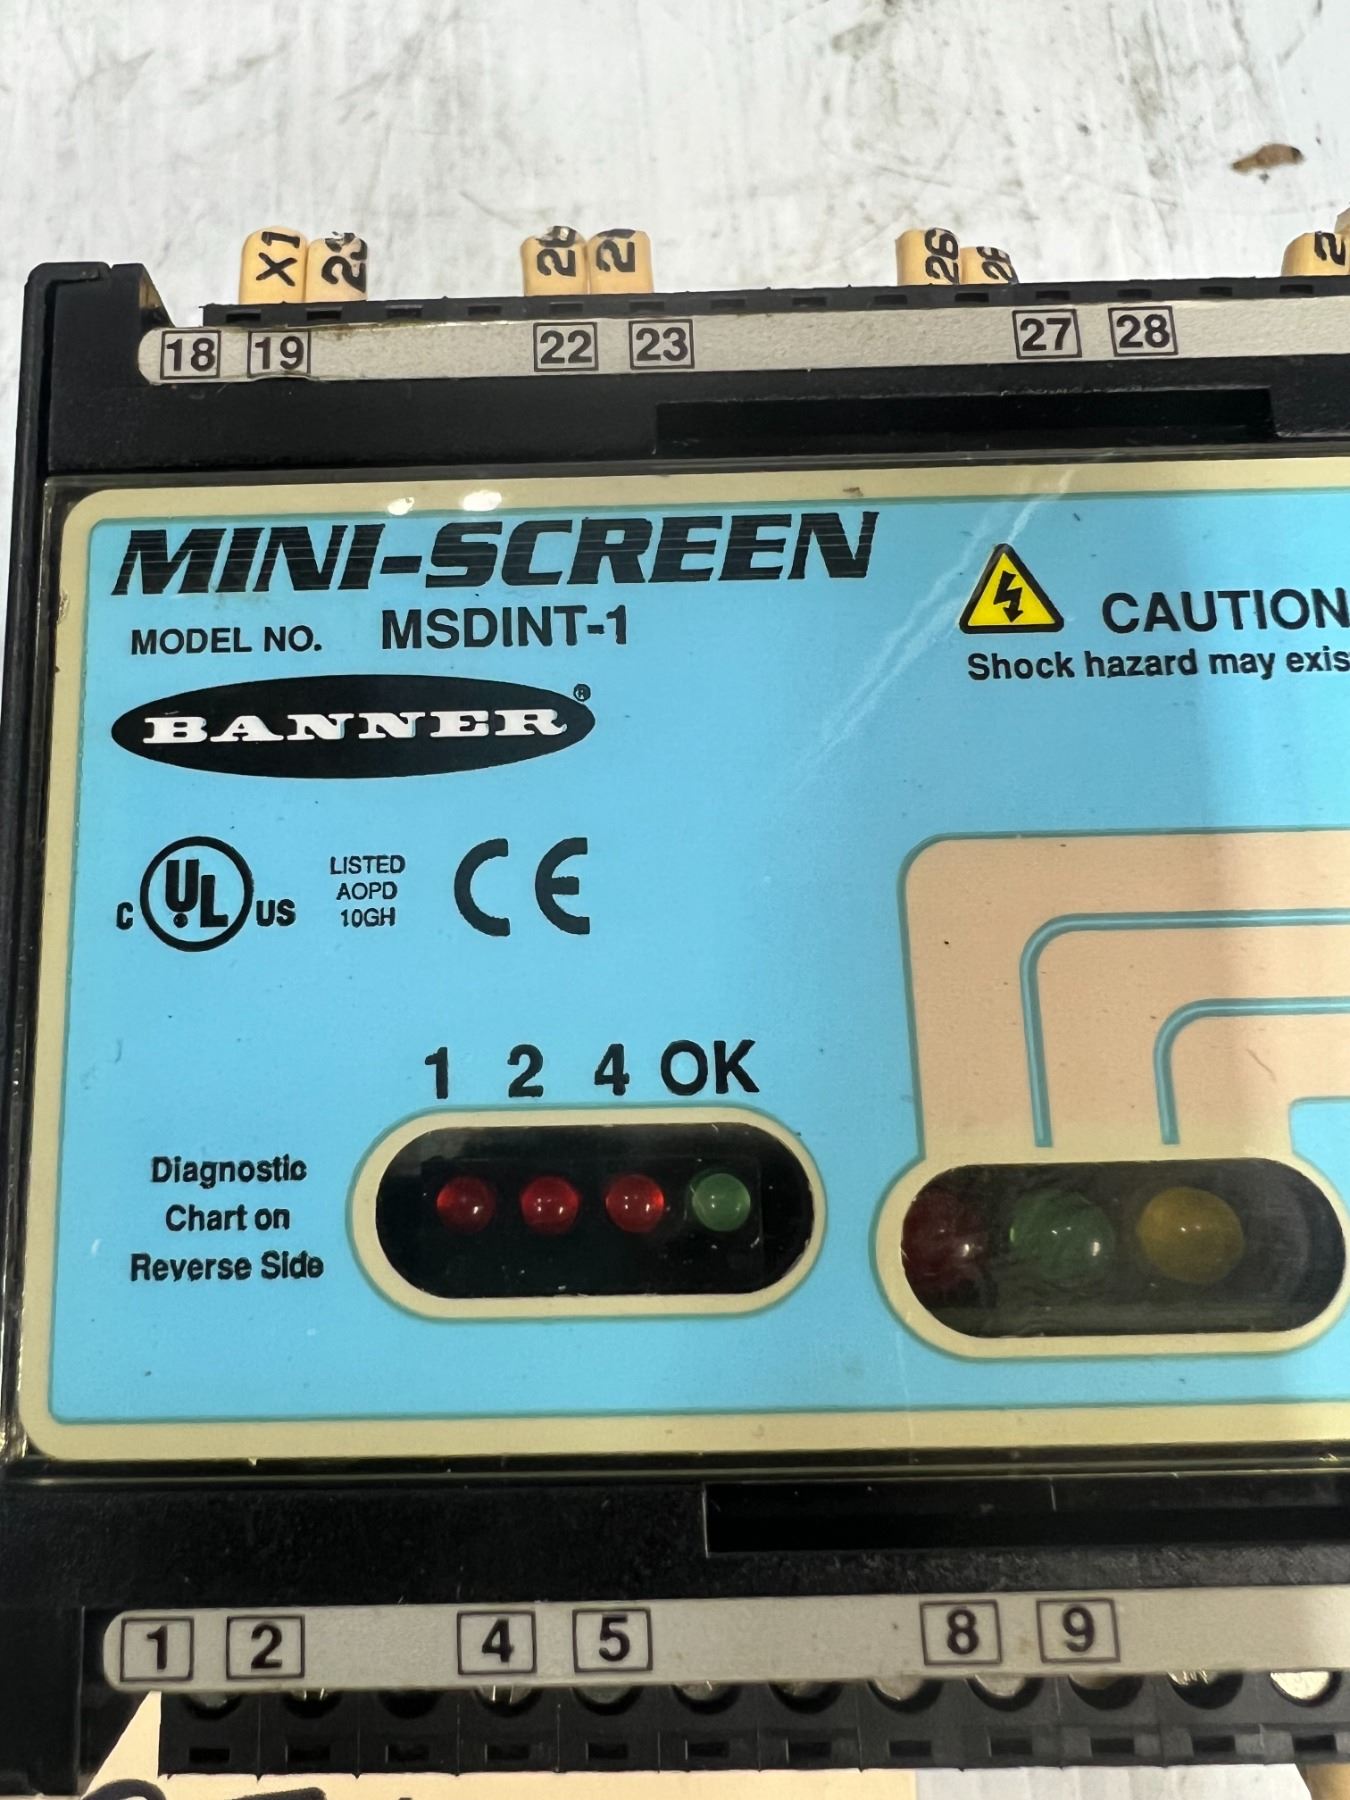 X1
18 19 22 23 27 28
MINI-SCREEN
MODEL NO. MSDINT-1
CAUTION
Shock hazard may
BANNER®
C UL US
LISTED
AOPD
10GH
CE
1 2 4 OK
Diagnostic
Chart on
Reverse Side
1 2 4 5 8 9